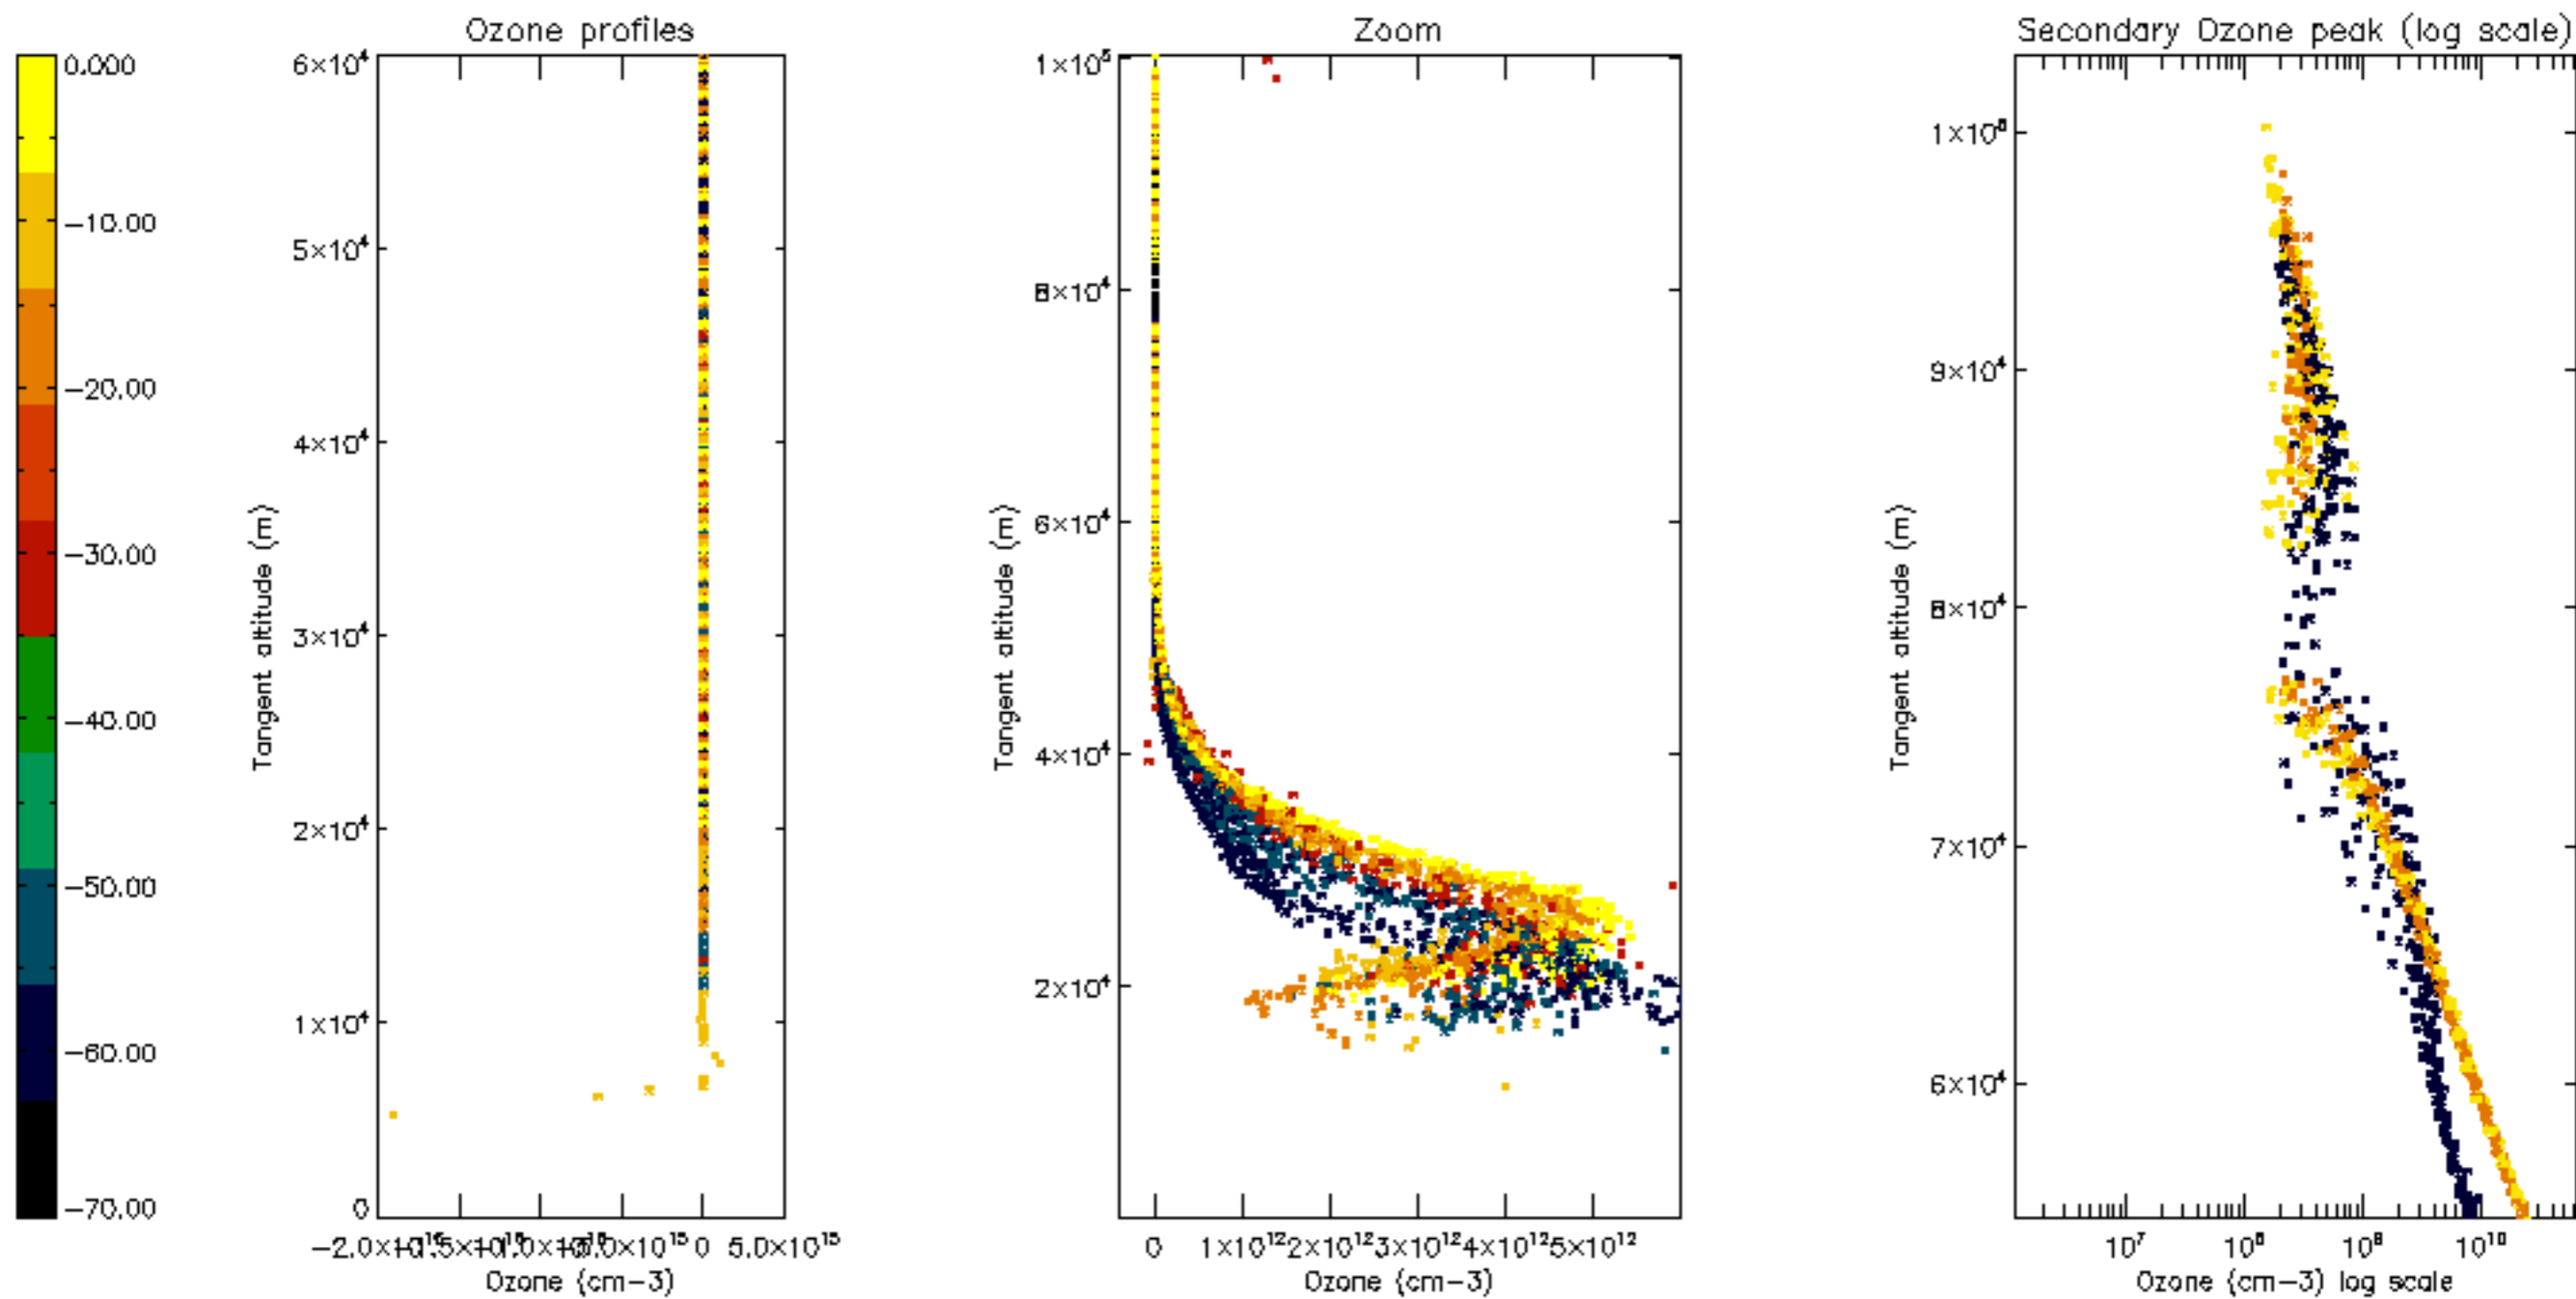 Ozone profiles
Zoom
Secondary Ozone peak (log scale)
0.000
−10.00
−20.00
−30.00
−40.00
−50.00
−60.00
−70.00
Tangent altitude (m)
6×10⁴
5×10⁴
4×10⁴
3×10⁴
2×10⁴
1×10⁴
0
0 5.0×10¹⁵
Ozone (cm−3)
Tangent altitude (m)
1×10⁵
8×10⁴
6×10⁴
4×10⁴
2×10⁴
0 1×10¹² 2×10¹² 3×10¹² 4×10¹² 5×10¹²
Ozone (cm−3)
Tangent altitude (m)
9×10⁴
8×10⁴
7×10⁴
6×10⁴
10⁷ 10⁸ 10⁹ 10¹⁰
Ozone (cm−3) log scale